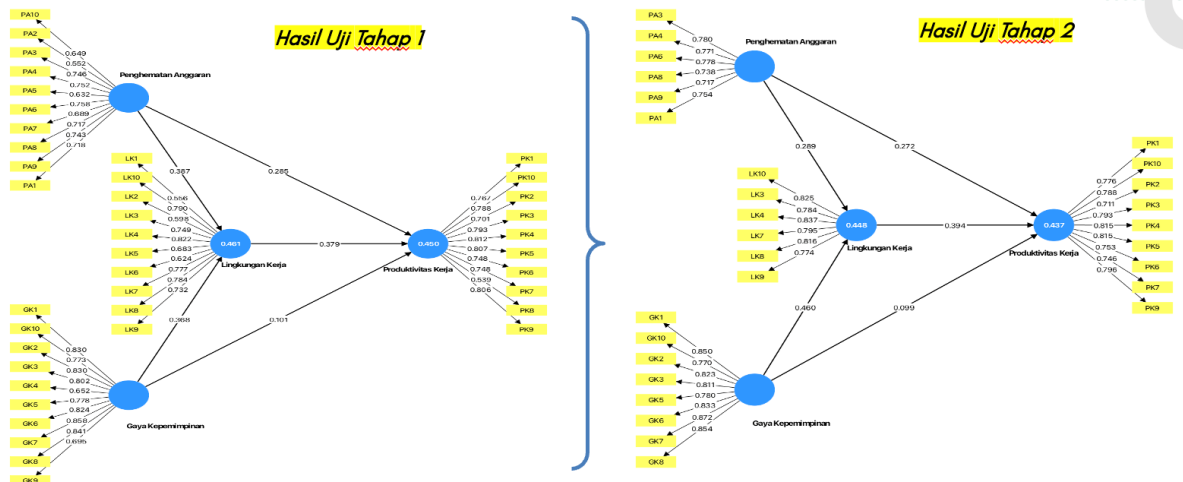 Hasil Uji Tahap 1
PA10
PA2
PA3
PA4
PA5
PA6
PA7
PA8
PA9
PA1
0.649
0.552
0.746
0.752
0.632
0.758
0.689
0.717
0.743
0.718
Penghematan Anggaran
0.387
0.285
LK1
LK10
LK2
LK3
LK4
LK5
LK6
LK7
LK8
LK9
0.556
0.790
0.598
0.749
0.822
0.683
0.624
0.777
0.784
0.732
0.461
Lingkungan Kerja
0.379
0.450
Produktivitas Kerja
0.767
0.788
0.701
0.793
0.812
0.807
0.748
0.748
0.539
0.806
PK1
PK10
PK2
PK3
PK4
PK5
PK6
PK7
PK8
PK9
0.368
0.101
GK1
GK10
GK2
GK3
GK4
GK5
GK6
GK7
GK8
GK9
0.830
0.773
0.830
0.802
0.652
0.778
0.824
0.858
0.841
0.695
Gaya Kepemimpinan
Hasil Uji Tahap 2
PA3
PA4
PA6
PA8
PA9
PA1
0.780
0.771
0.778
0.738
0.717
0.754
Penghematan Anggaran
0.289
0.272
LK10
LK3
LK4
LK7
LK8
LK9
0.825
0.784
0.837
0.795
0.816
0.774
0.448
Lingkungan Kerja
0.394
0.437
Produktivitas Kerja
0.776
0.788
0.711
0.793
0.815
0.815
0.753
0.746
0.796
PK1
PK10
PK2
PK3
PK4
PK5
PK6
PK7
PK9
0.460
0.099
GK1
GK10
GK2
GK3
GK5
GK6
GK7
GK8
0.850
0.770
0.823
0.811
0.780
0.833
0.872
0.854
Gaya Kepemimpinan